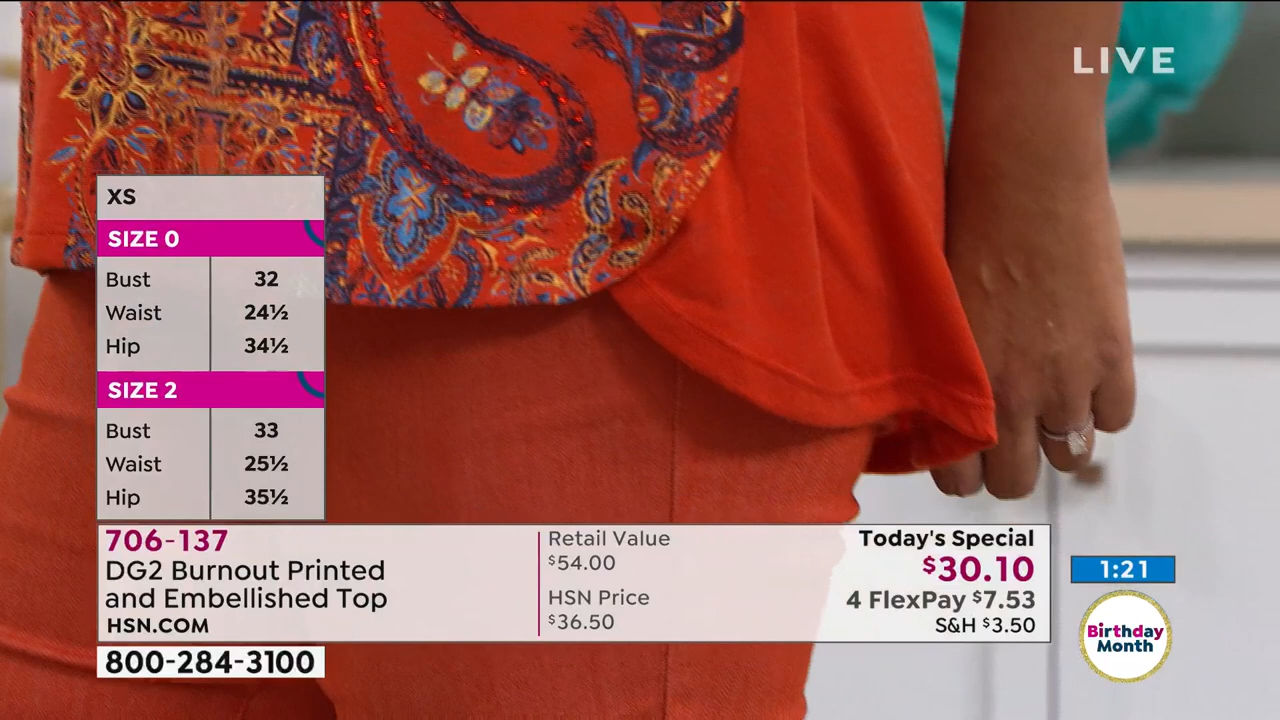 LIVE
XS
SIZE 0
Bust 32
Waist 24½
Hip 34½
SIZE 2
Bust 33
Waist 25½
Hip 35½
706-137
DG2 Burnout Printed
and Embellished Top
HSN.COM
Retail Value
$54.00
HSN Price
$36.50
Today's Special
$30.10
4 FlexPay $7.53
S&H $3.50
800-284-3100
1:21
Birthday
Month